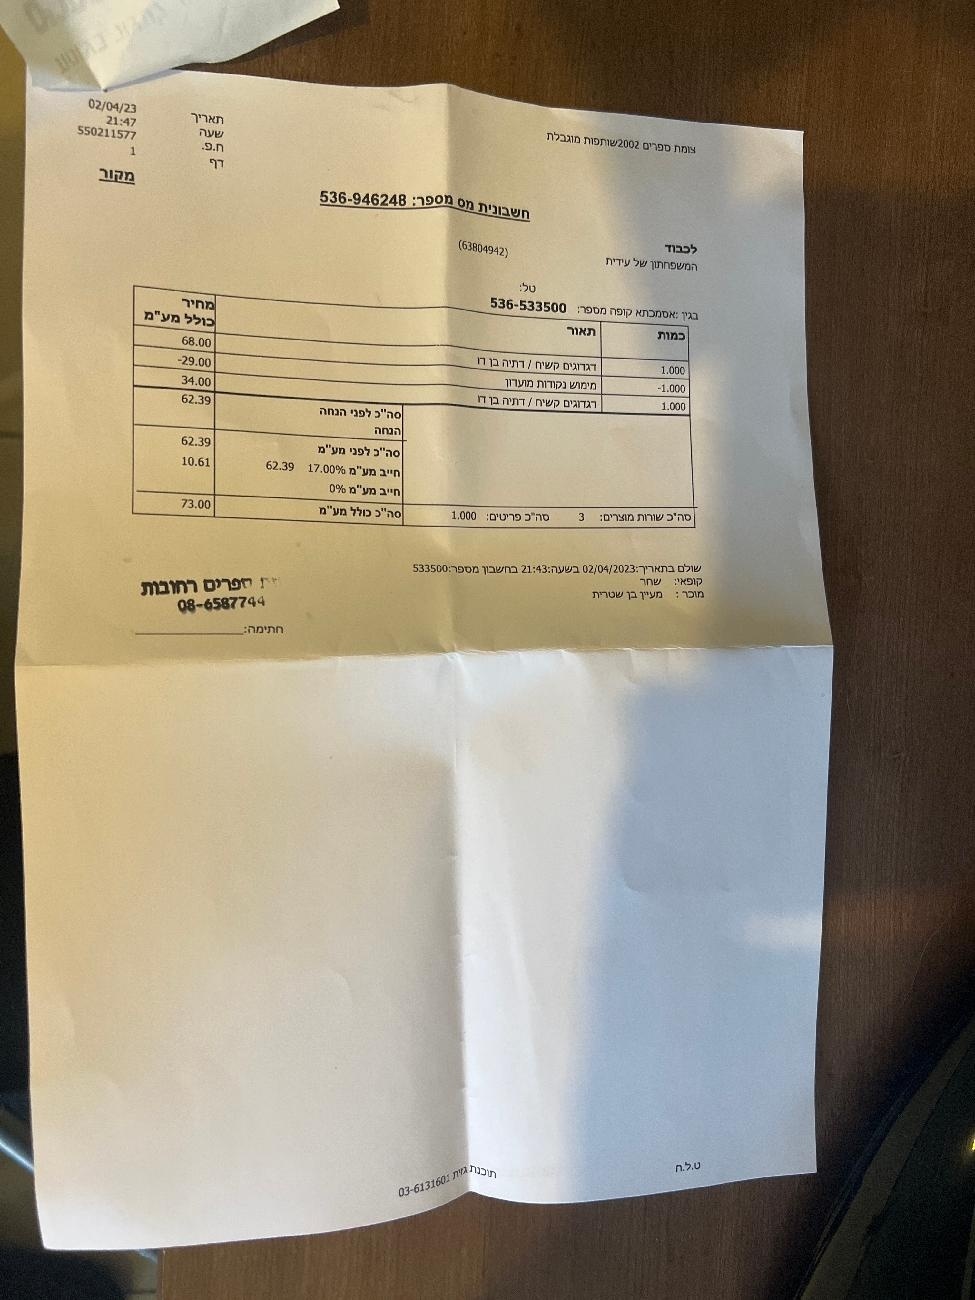 צומת ספרים 2002שותפות מוגבלת
תאריך 02/04/23
שעה 21:47
ח.פ. 550211577
דף 1
מקור
חשבונית מס מספר: 536-946248
לכבוד
המשפחתון של עידית (63804942)
טל:
בגין :אסמכתא קופה מספר: 536-533500
כמות תאור מחיר כולל מע"מ
1.000 דגדוגים קשיח / דתיה בן דו 68.00
-1.000 מימוש נקודות מועדון -29.00
1.000 דגדוגים קשיח / דתיה בן דו 34.00
סה"כ לפני הנחה 62.39
הנחה
סה"כ לפני מע"מ 62.39
חייב מע"מ 17.00% 62.39 10.61
חייב מע"מ 0%
סה"כ שורות מוצרים: 3 סה"כ פריטים: 1.000 סה"כ כולל מע"מ 73.00
שולם בתאריך:02/04/2023 בשעה:21:43 בחשבון מספר:533500
קופאי: שחר
מוכר : מעיין בן שטרית
ספרים רחובות
08-6587744
חתימה:
ט.ל.ח
תוכנת גזית 03-6131601